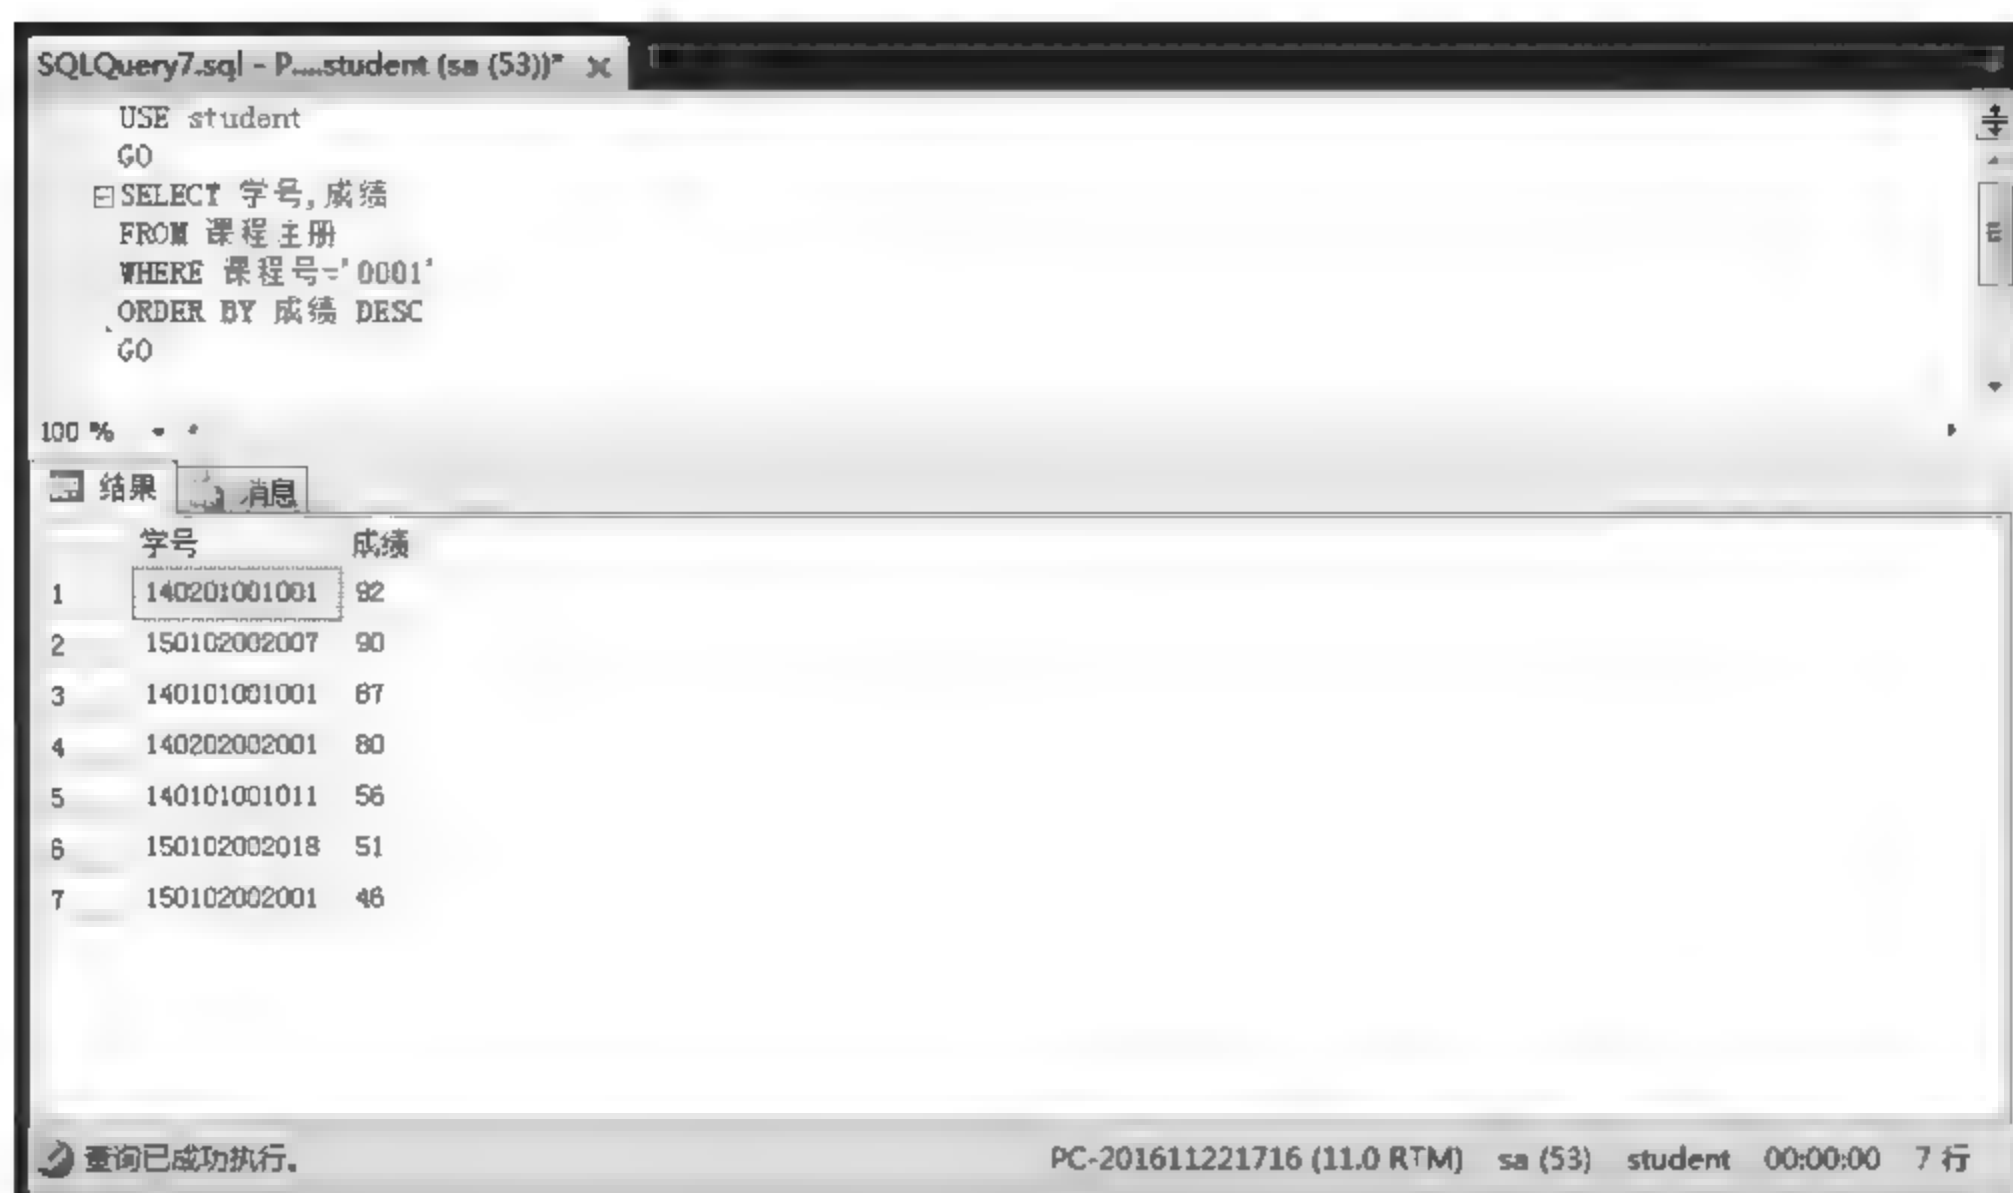 SQLQuery7.sql - P....student (sa (53))* ×
USE student
GO
SELECT 学号,成绩
FROM 课程主册
WHERE 课程号='0001'
ORDER BY 成绩 DESC
GO
100 %
结果 消息
学号 成绩
1 140201001001 92
2 150102002007 90
3 140101001001 87
4 140202002001 80
5 140101001011 56
6 150102002018 51
7 150102002001 46
查询已成功执行。 PC-201611221716 (11.0 RTM) sa (53) student 00:00:00 7 行